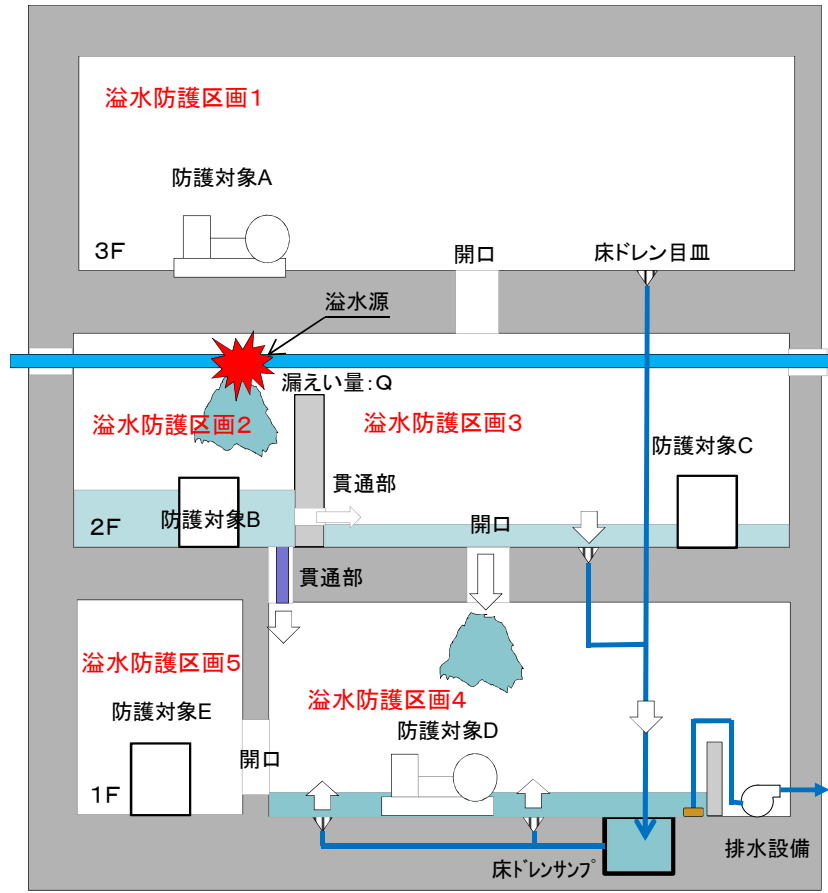 溢水防護区画1
防護対象A
3F
開口
床ドレン目皿
溢水源
漏えい量:Q
溢水防護区画2
溢水防護区画3
防護対象C
貫通部
防護対象B
2F
開口
貫通部
溢水防護区画5
溢水防護区画4
防護対象E
防護対象D
開口
1F
排水設備
床ドレンサンプ